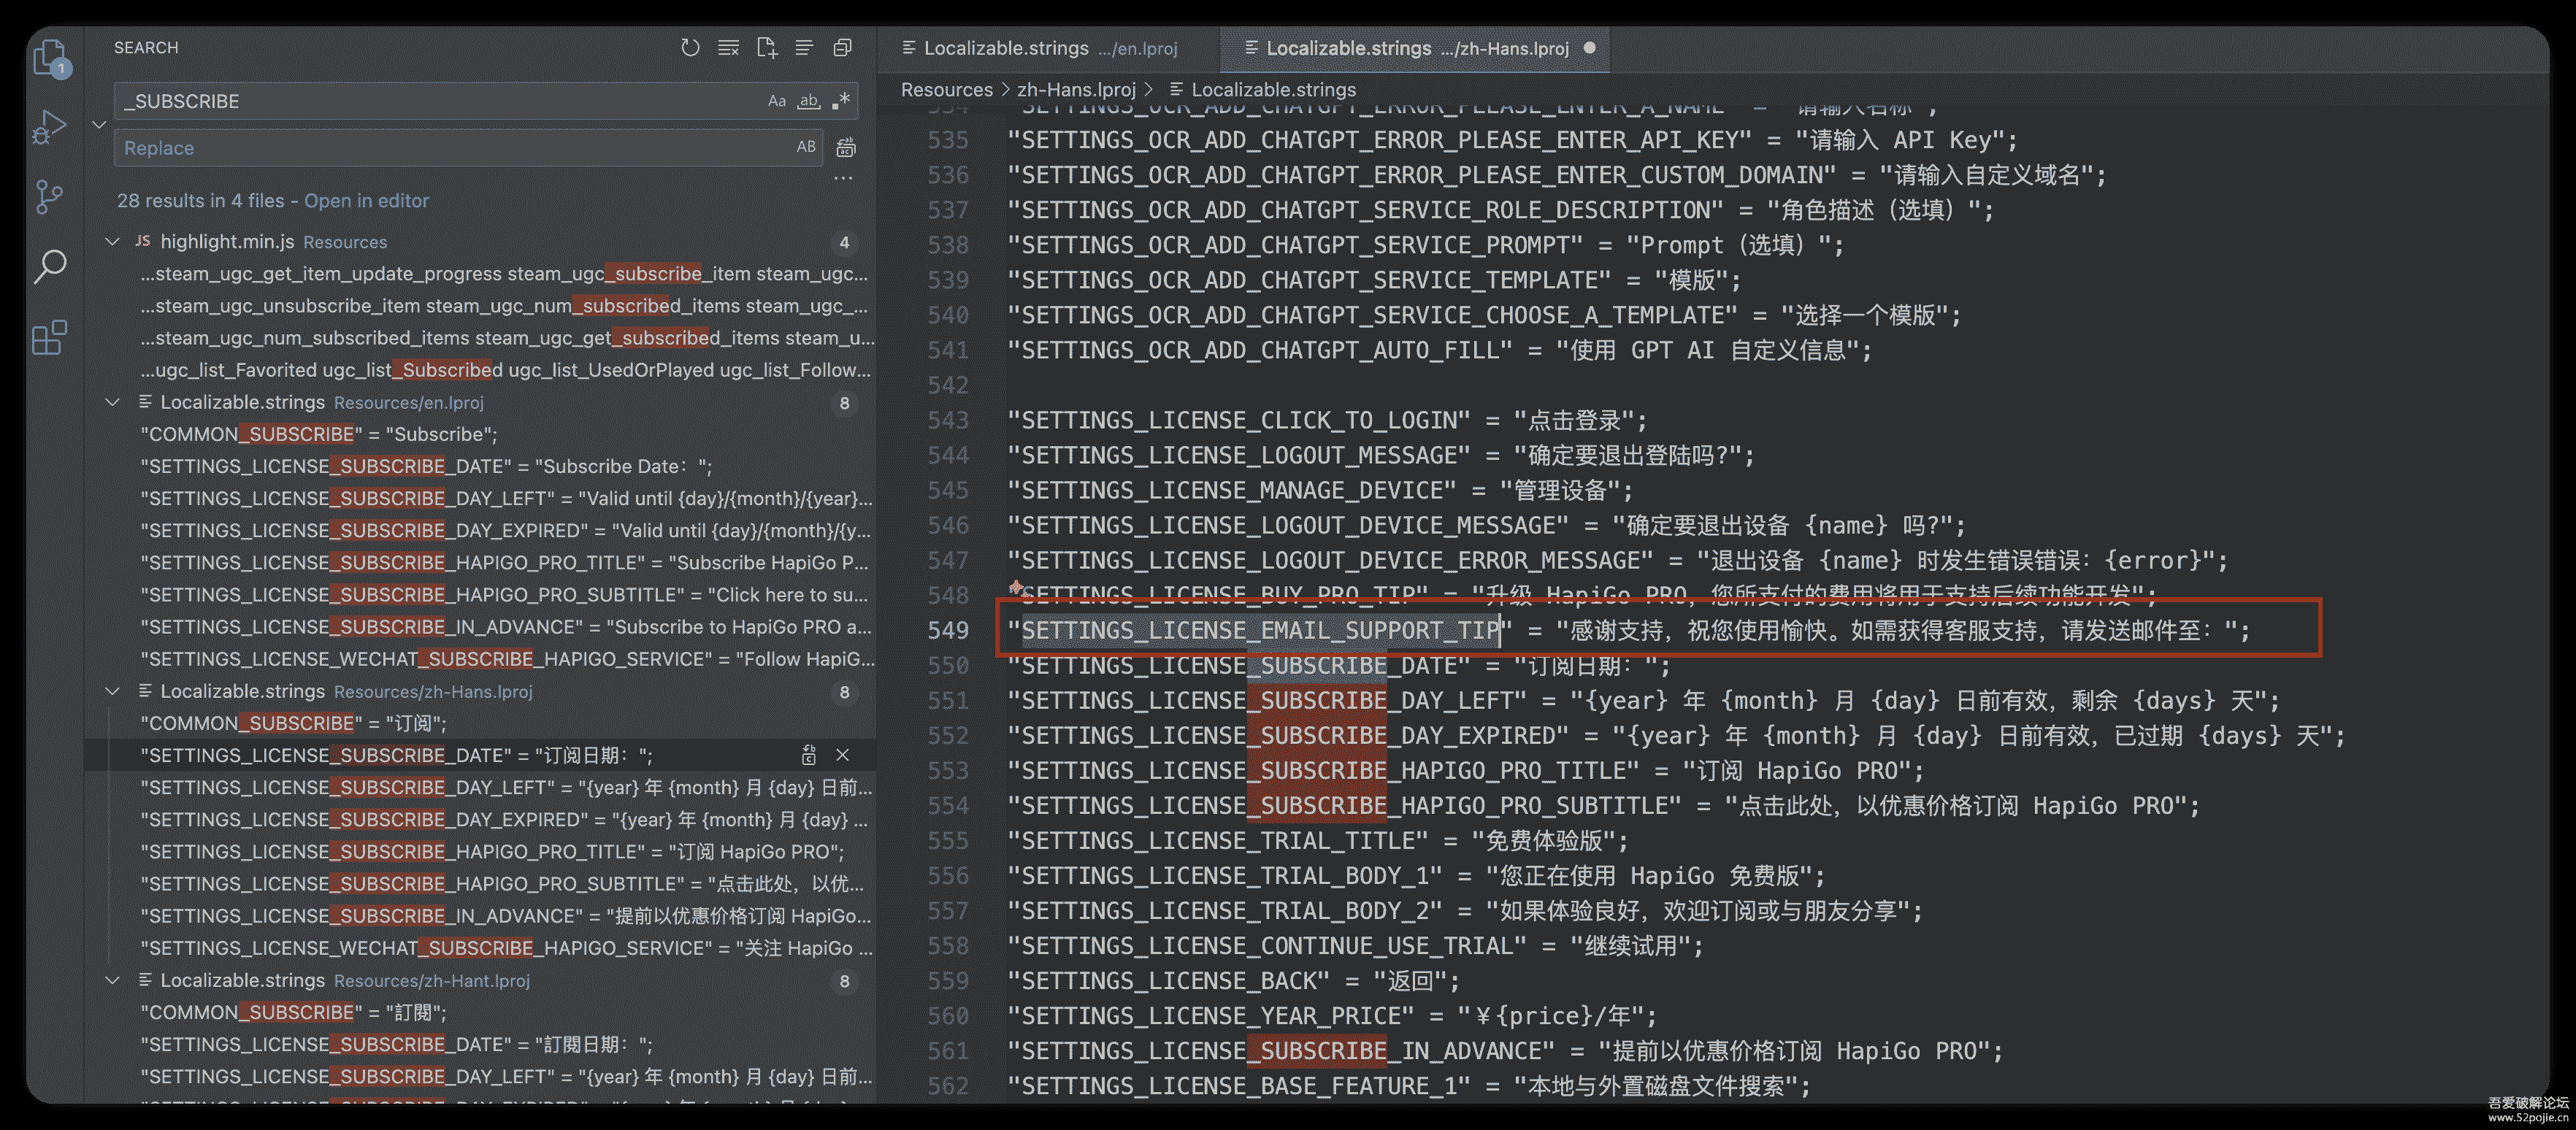 SEARCH
_SUBSCRIBE
Aa ab .*
Replace
AB
28 results in 4 files - Open in editor
1
JS highlight.min.js Resources 4
...steam_ugc_get_item_update_progress steam_ugc_subscribe_item steam_ugc...
...steam_ugc_unsubscribe_item steam_ugc_num_subscribed_items steam_ugc_...
...steam_ugc_num_subscribed_items steam_ugc_get_subscribed_items steam_u...
...ugc_list_Favorited ugc_list_Subscribed ugc_list_UsedOrPlayed ugc_list_Follow...
Localizable.strings Resources/en.lproj 8
"COMMON_SUBSCRIBE" = "Subscribe";
"SETTINGS_LICENSE_SUBSCRIBE_DATE" = "Subscribe Date：";
"SETTINGS_LICENSE_SUBSCRIBE_DAY_LEFT" = "Valid until {day}/{month}/{year}...
"SETTINGS_LICENSE_SUBSCRIBE_DAY_EXPIRED" = "Valid until {day}/{month}/{y...
"SETTINGS_LICENSE_SUBSCRIBE_HAPIGO_PRO_TITLE" = "Subscribe HapiGo P...
"SETTINGS_LICENSE_SUBSCRIBE_HAPIGO_PRO_SUBTITLE" = "Click here to su...
"SETTINGS_LICENSE_SUBSCRIBE_IN_ADVANCE" = "Subscribe to HapiGo PRO a...
"SETTINGS_LICENSE_WECHAT_SUBSCRIBE_HAPIGO_SERVICE" = "Follow HapiG...
Localizable.strings Resources/zh-Hans.lproj 8
"COMMON_SUBSCRIBE" = "订阅";
"SETTINGS_LICENSE_SUBSCRIBE_DATE" = "订阅日期：";
"SETTINGS_LICENSE_SUBSCRIBE_DAY_LEFT" = "{year} 年 {month} 月 {day} 日前...
"SETTINGS_LICENSE_SUBSCRIBE_DAY_EXPIRED" = "{year} 年 {month} 月 {day} ...
"SETTINGS_LICENSE_SUBSCRIBE_HAPIGO_PRO_TITLE" = "订阅 HapiGo PRO";
"SETTINGS_LICENSE_SUBSCRIBE_HAPIGO_PRO_SUBTITLE" = "点击此处，以优...
"SETTINGS_LICENSE_SUBSCRIBE_IN_ADVANCE" = "提前以优惠价格订阅 HapiGo...
"SETTINGS_LICENSE_WECHAT_SUBSCRIBE_HAPIGO_SERVICE" = "关注 HapiGo ...
Localizable.strings Resources/zh-Hant.lproj 8
"COMMON_SUBSCRIBE" = "訂閱";
"SETTINGS_LICENSE_SUBSCRIBE_DATE" = "訂閱日期：";
"SETTINGS_LICENSE_SUBSCRIBE_DAY_LEFT" = "{year} 年 {month} 月 {day} 日前...
Localizable.strings .../en.lproj
Localizable.strings .../zh-Hans.lproj
Resources > zh-Hans.lproj > Localizable.strings
534 "SETTINGS_OCR_ADD_CHATGPT_ERROR_PLEASE_ENTER_A_NAME" = "请输入名称";
535 "SETTINGS_OCR_ADD_CHATGPT_ERROR_PLEASE_ENTER_API_KEY" = "请输入 API Key";
536 "SETTINGS_OCR_ADD_CHATGPT_ERROR_PLEASE_ENTER_CUSTOM_DOMAIN" = "请输入自定义域名";
537 "SETTINGS_OCR_ADD_CHATGPT_SERVICE_ROLE_DESCRIPTION" = "角色描述（选填）";
538 "SETTINGS_OCR_ADD_CHATGPT_SERVICE_PROMPT" = "Prompt（选填）";
539 "SETTINGS_OCR_ADD_CHATGPT_SERVICE_TEMPLATE" = "模版";
540 "SETTINGS_OCR_ADD_CHATGPT_SERVICE_CHOOSE_A_TEMPLATE" = "选择一个模版";
541 "SETTINGS_OCR_ADD_CHATGPT_AUTO_FILL" = "使用 GPT AI 自定义信息";
542
543 "SETTINGS_LICENSE_CLICK_TO_LOGIN" = "点击登录";
544 "SETTINGS_LICENSE_LOGOUT_MESSAGE" = "确定要退出登陆吗?";
545 "SETTINGS_LICENSE_MANAGE_DEVICE" = "管理设备";
546 "SETTINGS_LICENSE_LOGOUT_DEVICE_MESSAGE" = "确定要退出设备 {name} 吗?";
547 "SETTINGS_LICENSE_LOGOUT_DEVICE_ERROR_MESSAGE" = "退出设备 {name} 时发生错误错误：{error}";
548 "SETTINGS_LICENSE_BUY_PRO_TIP" = "升级 HapiGo PRO，您所支付的费用将用于支持后续功能开发";
549 "SETTINGS_LICENSE_EMAIL_SUPPORT_TIP" = "感谢支持，祝您使用愉快。如需获得客服支持，请发送邮件至：";
550 "SETTINGS_LICENSE_SUBSCRIBE_DATE" = "订阅日期：";
551 "SETTINGS_LICENSE_SUBSCRIBE_DAY_LEFT" = "{year} 年 {month} 月 {day} 日前有效，剩余 {days} 天";
552 "SETTINGS_LICENSE_SUBSCRIBE_DAY_EXPIRED" = "{year} 年 {month} 月 {day} 日前有效，已过期 {days} 天";
553 "SETTINGS_LICENSE_SUBSCRIBE_HAPIGO_PRO_TITLE" = "订阅 HapiGo PRO";
554 "SETTINGS_LICENSE_SUBSCRIBE_HAPIGO_PRO_SUBTITLE" = "点击此处，以优惠价格订阅 HapiGo PRO";
555 "SETTINGS_LICENSE_TRIAL_TITLE" = "免费体验版";
556 "SETTINGS_LICENSE_TRIAL_BODY_1" = "您正在使用 HapiGo 免费版";
557 "SETTINGS_LICENSE_TRIAL_BODY_2" = "如果体验良好，欢迎订阅或与朋友分享";
558 "SETTINGS_LICENSE_CONTINUE_USE_TRIAL" = "继续试用";
559 "SETTINGS_LICENSE_BACK" = "返回";
560 "SETTINGS_LICENSE_YEAR_PRICE" = "￥{price}/年";
561 "SETTINGS_LICENSE_SUBSCRIBE_IN_ADVANCE" = "提前以优惠价格订阅 HapiGo PRO";
562 "SETTINGS_LICENSE_BASE_FEATURE_1" = "本地与外置磁盘文件搜索";
吾爱破解论坛
www.52pojie.cn